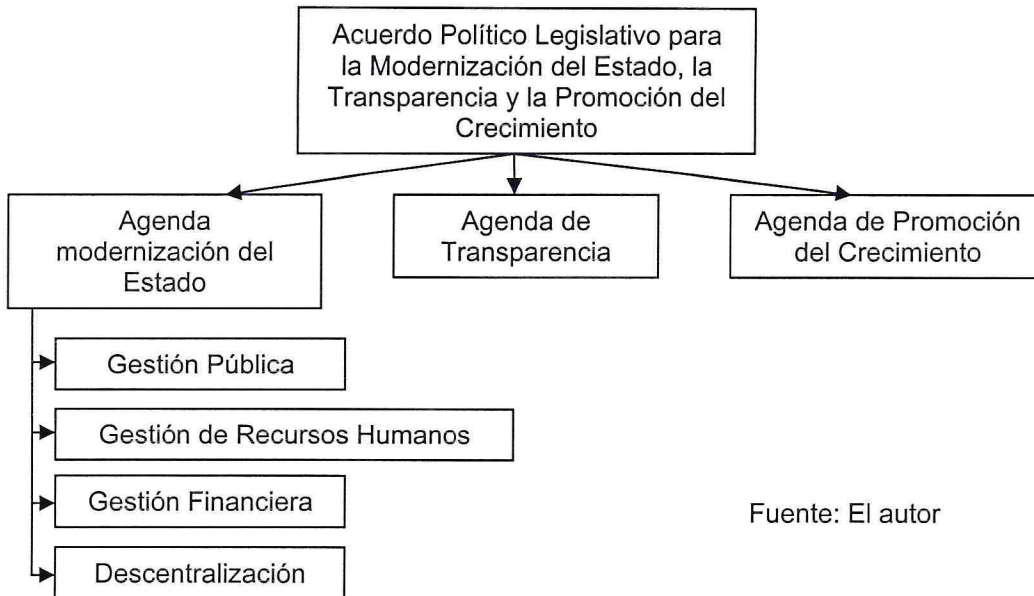 Acuerdo Político Legislativo para
la Modernización del Estado, la
Transparencia y la Promoción del
Crecimiento
Agenda
modernización del
Estado
Agenda de
Transparencia
Agenda de Promoción
del Crecimiento
Gestión Pública
Gestión de Recursos Humanos
Gestión Financiera
Descentralización
Fuente: El autor